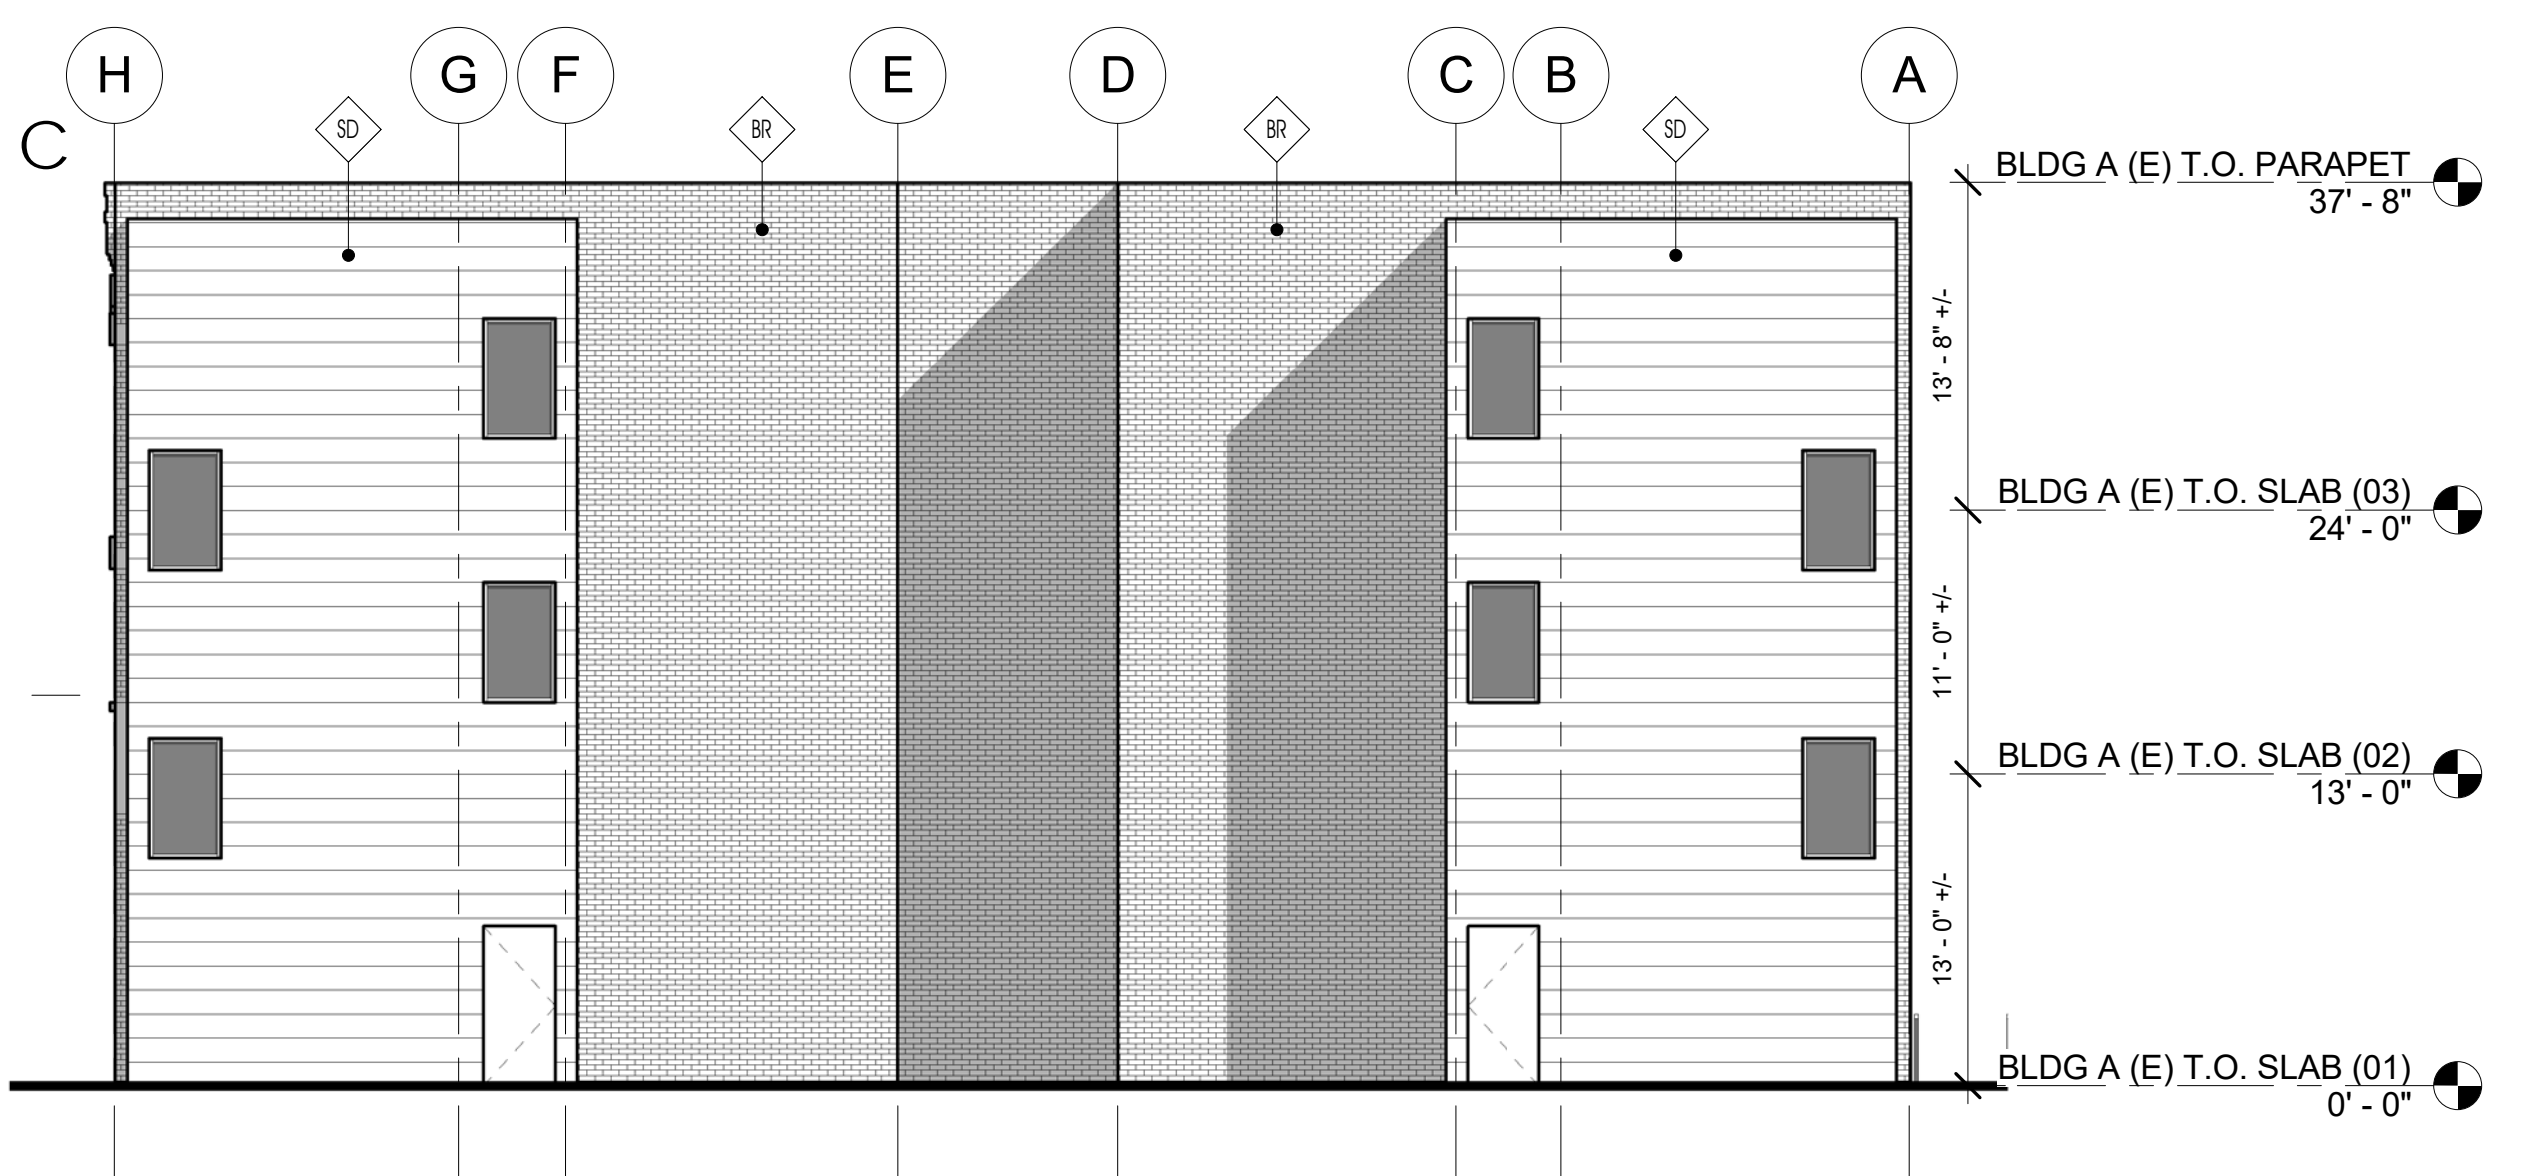 H G F E D C B A
C
SD BR BR SD
BLDG A (E) T.O. PARAPET
37' - 8"
13' - 8" +/-
BLDG A (E) T.O. SLAB (03)
24' - 0"
11' - 0" +/-
BLDG A (E) T.O. SLAB (02)
13' - 0"
13' - 0" +/-
BLDG A (E) T.O. SLAB (01)
0' - 0"